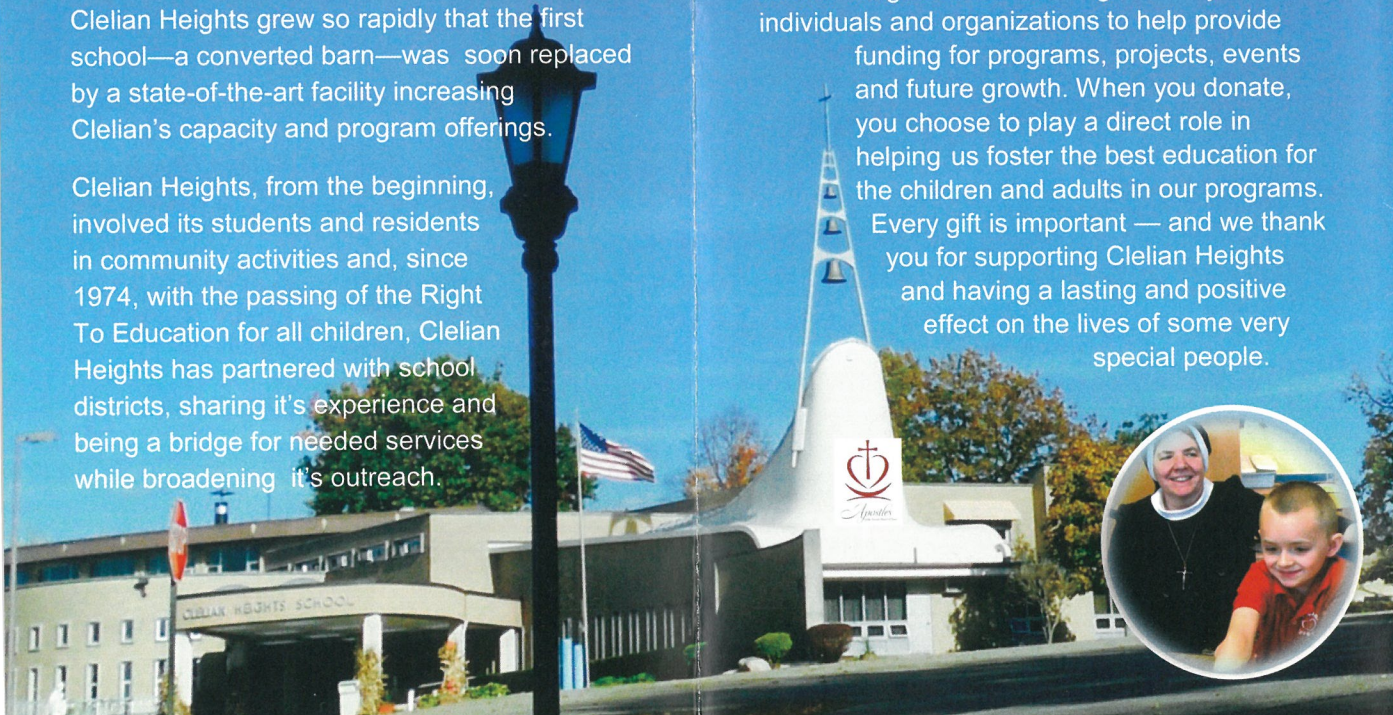 Clelian Heights grew so rapidly that the first
school—a converted barn—was soon replaced
by a state-of-the-art facility increasing
Clelian's capacity and program offerings.
Clelian Heights, from the beginning,
involved its students and residents
in community activities and, since
1974, with the passing of the Right
To Education for all children, Clelian
Heights has partnered with school
districts, sharing it's experience and
being a bridge for needed services
while broadening it's outreach.
CLELIAN HEIGHTS SCHOOL
individuals and organizations to help provide
funding for programs, projects, events
and future growth. When you donate,
you choose to play a direct role in
helping us foster the best education for
the children and adults in our programs.
Every gift is important — and we thank
you for supporting Clelian Heights
and having a lasting and positive
effect on the lives of some very
special people.
Apostles